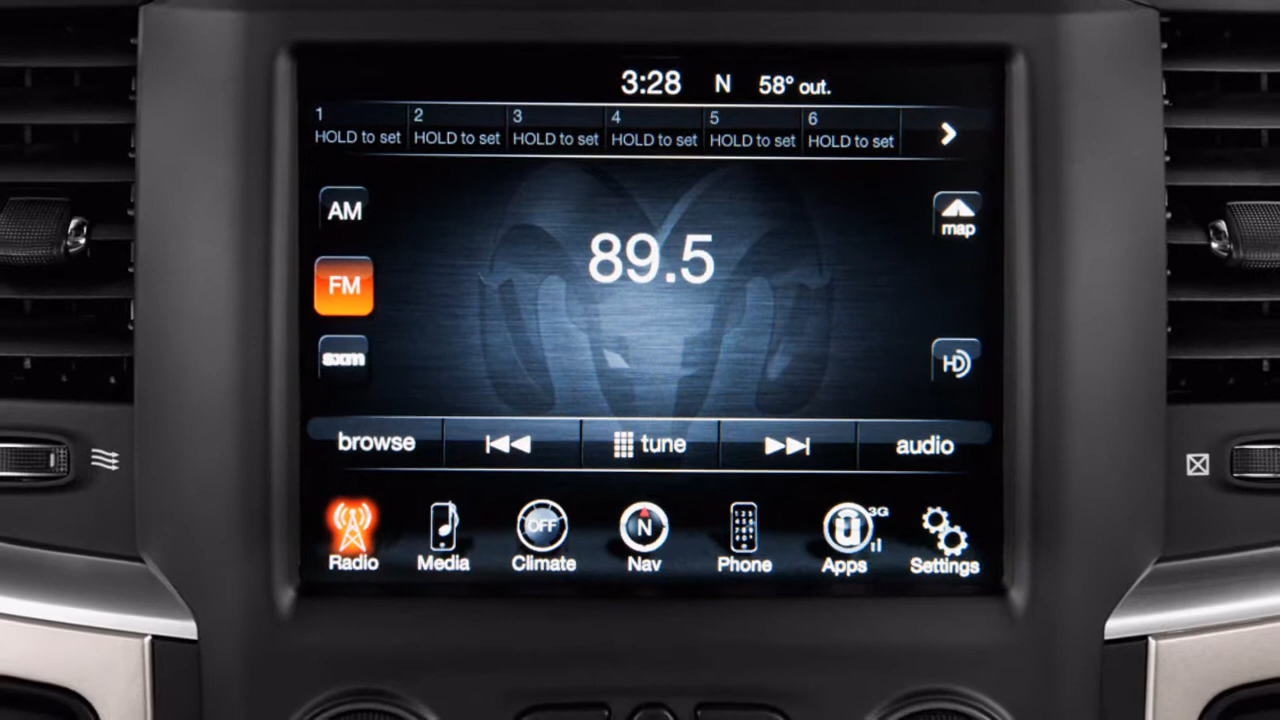 3:28 N 58° out.
1 2 3 4 5 6
HOLD to set HOLD to set HOLD to set HOLD to set HOLD to set HOLD to set
AM
map
89.5
FM
sxm
HD
browse tune audio
OFF N 3G
Radio Media Climate Nav Phone Apps Settings